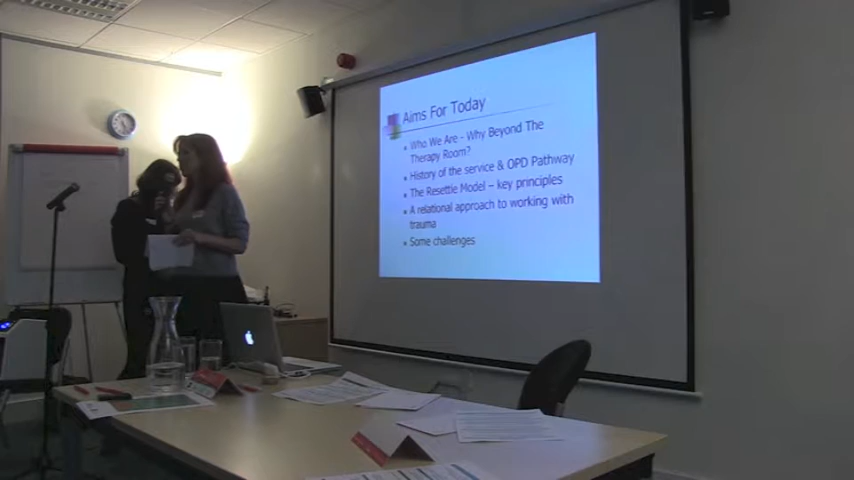 Aims For Today
Who We Are - Why Beyond The
Therapy Room?
History of the service & OPD Pathway
The Resettle Model – key principles
A relational approach to working with
trauma
Some challenges